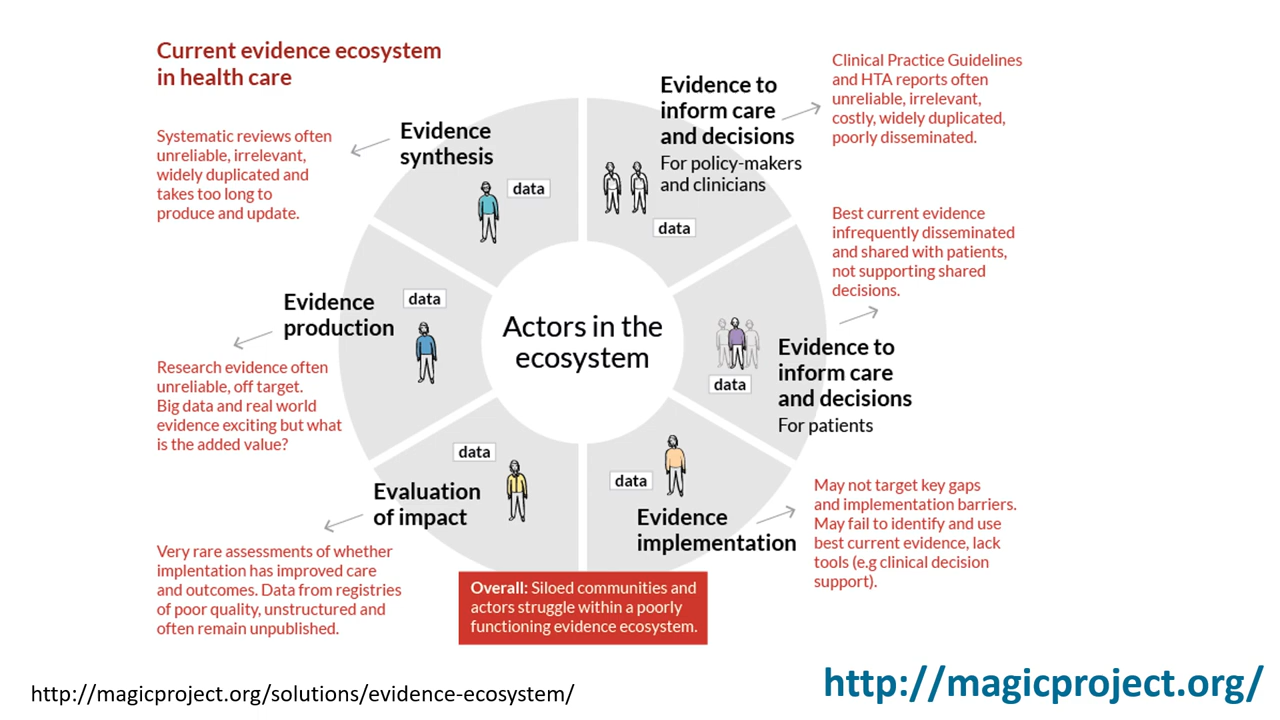 Current evidence ecosystem
in health care
Evidence
synthesis
data
Systematic reviews often
unreliable, irrelevant,
widely duplicated and
takes too long to
produce and update.
Evidence to
inform care
and decisions
For policy-makers
and clinicians
data
Clinical Practice Guidelines
and HTA reports often
unreliable, irrelevant,
costly, widely duplicated,
poorly disseminated.
Best current evidence
infrequently disseminated
and shared with patients,
not supporting shared
decisions.
Evidence to
inform care
and decisions
For patients
data
Evidence
production
data
Research evidence often
unreliable, off target.
Big data and real world
evidence exciting but what
is the added value?
Actors in the
ecosystem
data
Evaluation
of impact
Very rare assessments of whether
implentation has improved care
and outcomes. Data from registries
of poor quality, unstructured and
often remain unpublished.
data
Evidence
implementation
May not target key gaps
and implementation barriers.
May fail to identify and use
best current evidence, lack
tools (e.g clinical decision
support).
Overall: Siloed communities and
actors struggle within a poorly
functioning evidence ecosystem.
http://magicproject.org/solutions/evidence-ecosystem/
http://magicproject.org/